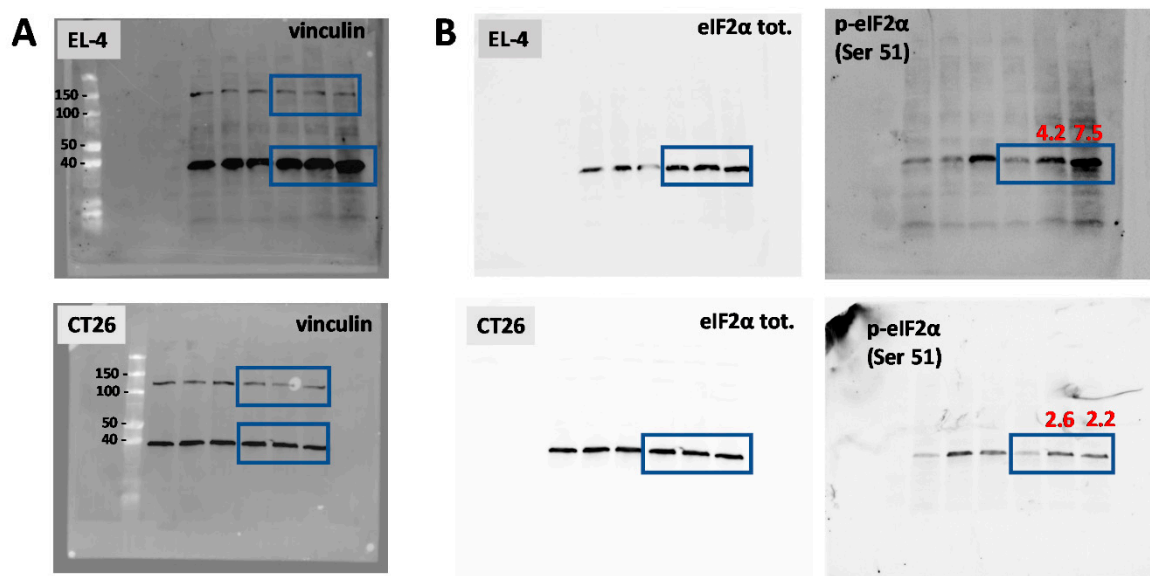 A
EL-4
vinculin
150 -
100 -
50 -
40 -
CT26
vinculin
150 -
100 -
50 -
40 -
B
EL-4
eIF2α tot.
p-eIF2α
(Ser 51)
4.2 7.5
CT26
eIF2α tot.
p-eIF2α
(Ser 51)
2.6 2.2